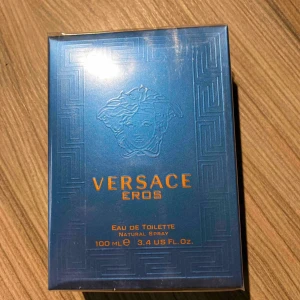 VERSACE
EROS
EAU DE TOILETTE
NATURAL SPRAY
100 ML℮ 3.4 US FL.OZ.